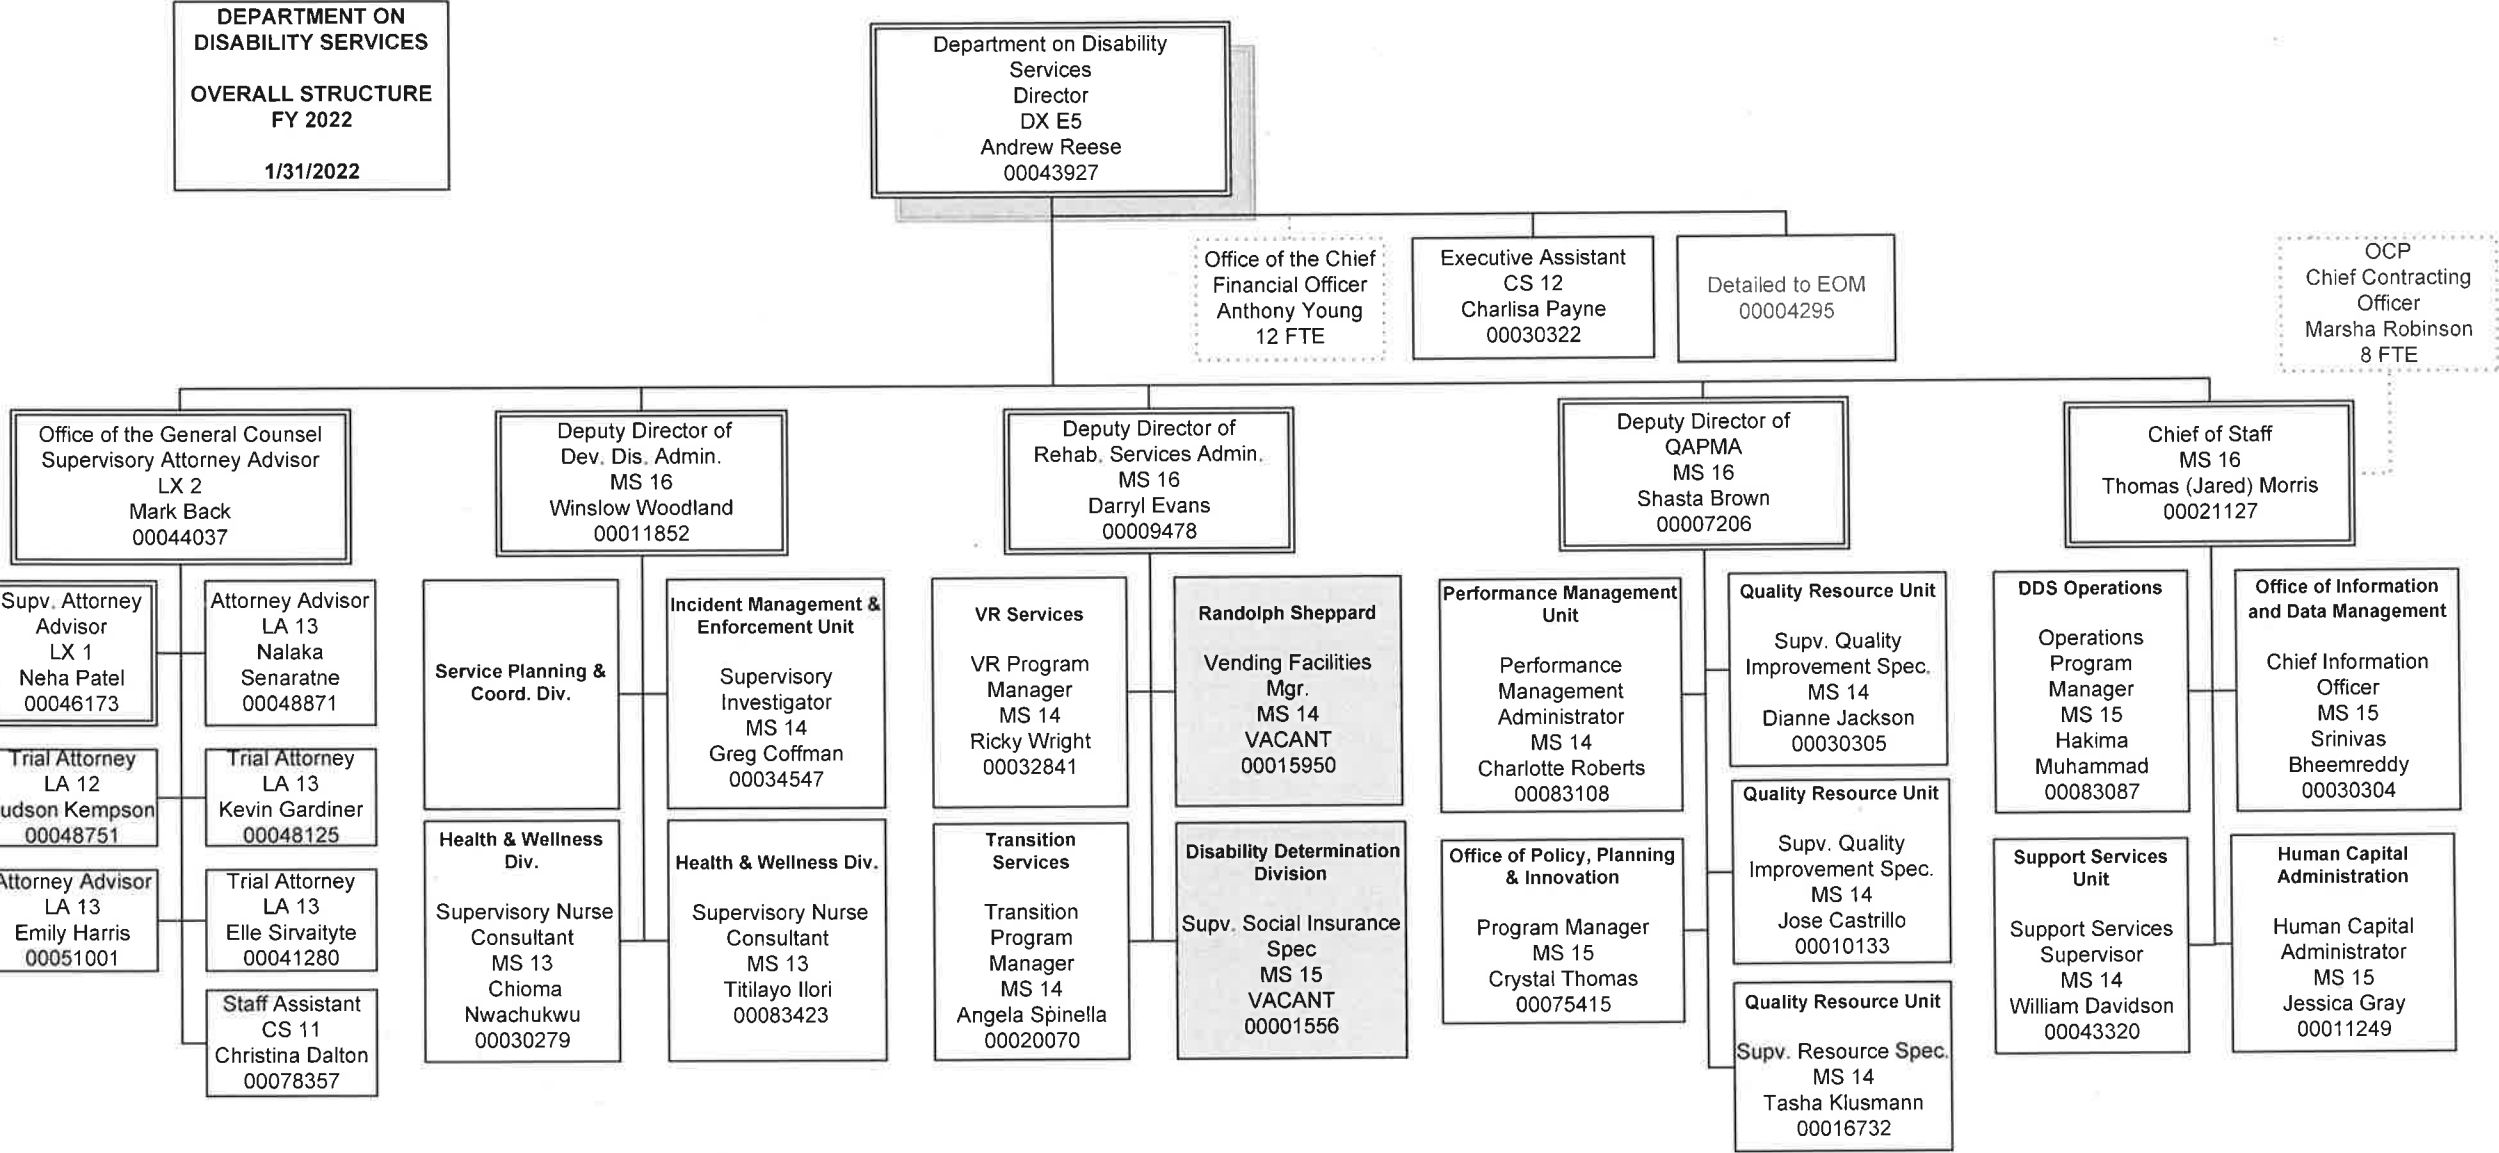 DEPARTMENT ON
DISABILITY SERVICES
OVERALL STRUCTURE
FY 2022
1/31/2022
Department on Disability
Services
Director
DX E5
Andrew Reese
00043927
Office of the Chief
Financial Officer
Anthony Young
12 FTE
Executive Assistant
CS 12
Charlisa Payne
00030322
Detailed to EOM
00004295
OCP
Chief Contracting
Officer
Marsha Robinson
8 FTE
Office of the General Counsel
Supervisory Attorney Advisor
LX 2
Mark Back
00044037
Deputy Director of
Dev. Dis. Admin.
MS 16
Winslow Woodland
00011852
Deputy Director of
Rehab. Services Admin.
MS 16
Darryl Evans
00009478
Deputy Director of
QAPMA
MS 16
Shasta Brown
00007206
Chief of Staff
MS 16
Thomas (Jared) Morris
00021127
Supv. Attorney
Advisor
LX 1
Neha Patel
00046173
Attorney Advisor
LA 13
Nalaka
Senaratne
00048871
Trial Attorney
LA 12
udson Kempson
00048751
Trial Attorney
LA 13
Kevin Gardiner
00048125
Attorney Advisor
LA 13
Emily Harris
00051001
Trial Attorney
LA 13
Elle Sirvaityte
00041280
Staff Assistant
CS 11
Christina Dalton
00078357
Service Planning &
Coord. Div.
Incident Management &
Enforcement Unit
Supervisory
Investigator
MS 14
Greg Coffman
00034547
Health & Wellness
Div.
Supervisory Nurse
Consultant
MS 13
Chioma
Nwachukwu
00030279
Health & Wellness Div.
Supervisory Nurse
Consultant
MS 13
Titilayo Ilori
00083423
VR Services
VR Program
Manager
MS 14
Ricky Wright
00032841
Randolph Sheppard
Vending Facilities
Mgr.
MS 14
VACANT
00015950
Transition
Services
Transition
Program
Manager
MS 14
Angela Spinella
00020070
Disability Determination
Division
Supv. Social Insurance
Spec
MS 15
VACANT
00001556
Performance Management
Unit
Performance
Management
Administrator
MS 14
Charlotte Roberts
00083108
Quality Resource Unit
Supv. Quality
Improvement Spec.
MS 14
Dianne Jackson
00030305
Office of Policy, Planning
& Innovation
Program Manager
MS 15
Crystal Thomas
00075415
Quality Resource Unit
Supv. Quality
Improvement Spec.
MS 14
Jose Castrillo
00010133
Quality Resource Unit
Supv. Resource Spec.
MS 14
Tasha Klusmann
00016732
DDS Operations
Operations
Program
Manager
MS 15
Hakima
Muhammad
00083087
Office of Information
and Data Management
Chief Information
Officer
MS 15
Srinivas
Bheemreddy
00030304
Support Services
Unit
Support Services
Supervisor
MS 14
William Davidson
00043320
Human Capital
Administration
Human Capital
Administrator
MS 15
Jessica Gray
00011249